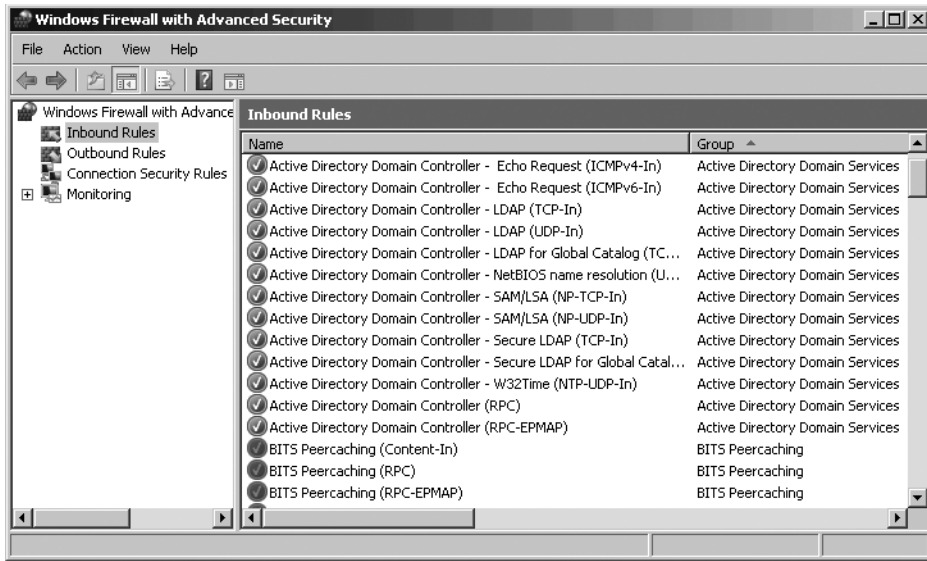 Windows Firewall with Advanced Security
File Action View Help
Windows Firewall with Advance
Inbound Rules
Outbound Rules
Connection Security Rules
Monitoring
Inbound Rules
Name Group
Active Directory Domain Controller - Echo Request (ICMPv4-In) Active Directory Domain Services
Active Directory Domain Controller - Echo Request (ICMPv6-In) Active Directory Domain Services
Active Directory Domain Controller - LDAP (TCP-In) Active Directory Domain Services
Active Directory Domain Controller - LDAP (UDP-In) Active Directory Domain Services
Active Directory Domain Controller - LDAP for Global Catalog (TC... Active Directory Domain Services
Active Directory Domain Controller - NetBIOS name resolution (U... Active Directory Domain Services
Active Directory Domain Controller - SAM/LSA (NP-TCP-In) Active Directory Domain Services
Active Directory Domain Controller - SAM/LSA (NP-UDP-In) Active Directory Domain Services
Active Directory Domain Controller - Secure LDAP (TCP-In) Active Directory Domain Services
Active Directory Domain Controller - Secure LDAP for Global Catal... Active Directory Domain Services
Active Directory Domain Controller - W32Time (NTP-UDP-In) Active Directory Domain Services
Active Directory Domain Controller (RPC) Active Directory Domain Services
Active Directory Domain Controller (RPC-EPMAP) Active Directory Domain Services
BITS Peercaching (Content-In) BITS Peercaching
BITS Peercaching (RPC) BITS Peercaching
BITS Peercaching (RPC-EPMAP) BITS Peercaching